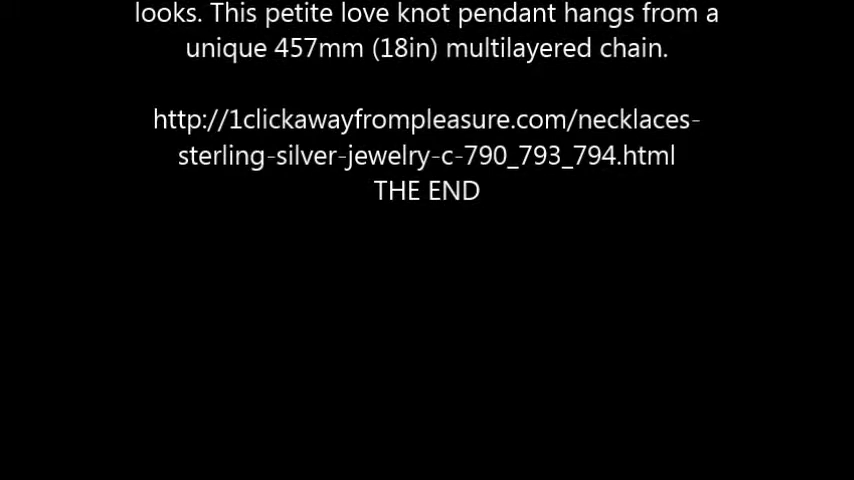 looks. This petite love knot pendant hangs from a
unique 457mm (18in) multilayered chain.
http://1clickawayfrompleasure.com/necklaces-
sterling-silver-jewelry-c-790_793_794.html
THE END